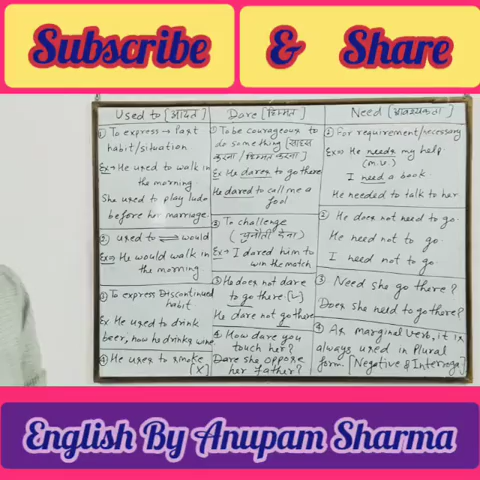 Subscribe & Share
Used to [आदत]
① To express → Past
habit/situation
Ex → He used to walk in
the morning
She used to play ludo
before her marriage.
② used to ⇌ would
Ex⇒ He would walk in
the morning
③ To express Discontinued
habit
Ex He used to drink
beer, now he drinks wine
④ He uses to smoke
[X]
Dare [हिम्मत]
① To be courageous to
do something [साहस
करना / हिम्मत करना]
Ex He dares to go there
He dared to call me a
fool
② To challenge
(चुनौती देना)
Ex → I dared him to
win the match
③ He does not dare
to go there (V)
He dare not go there
④ How dare you
touch her?
Dare she oppose
her father?
Need [आवश्यकता]
① For requirement/necessary
Ex⇒ He needs my help
(m.v.)
I need a book
He needed to talk to her
② He does not need to go.
He need not to go.
I need not to go
③ Need she go there?
Does she need to go there?
④ As marginal verb, it is
always used in Plural
form [Negative & Interroga]
English By Anupam Sharma